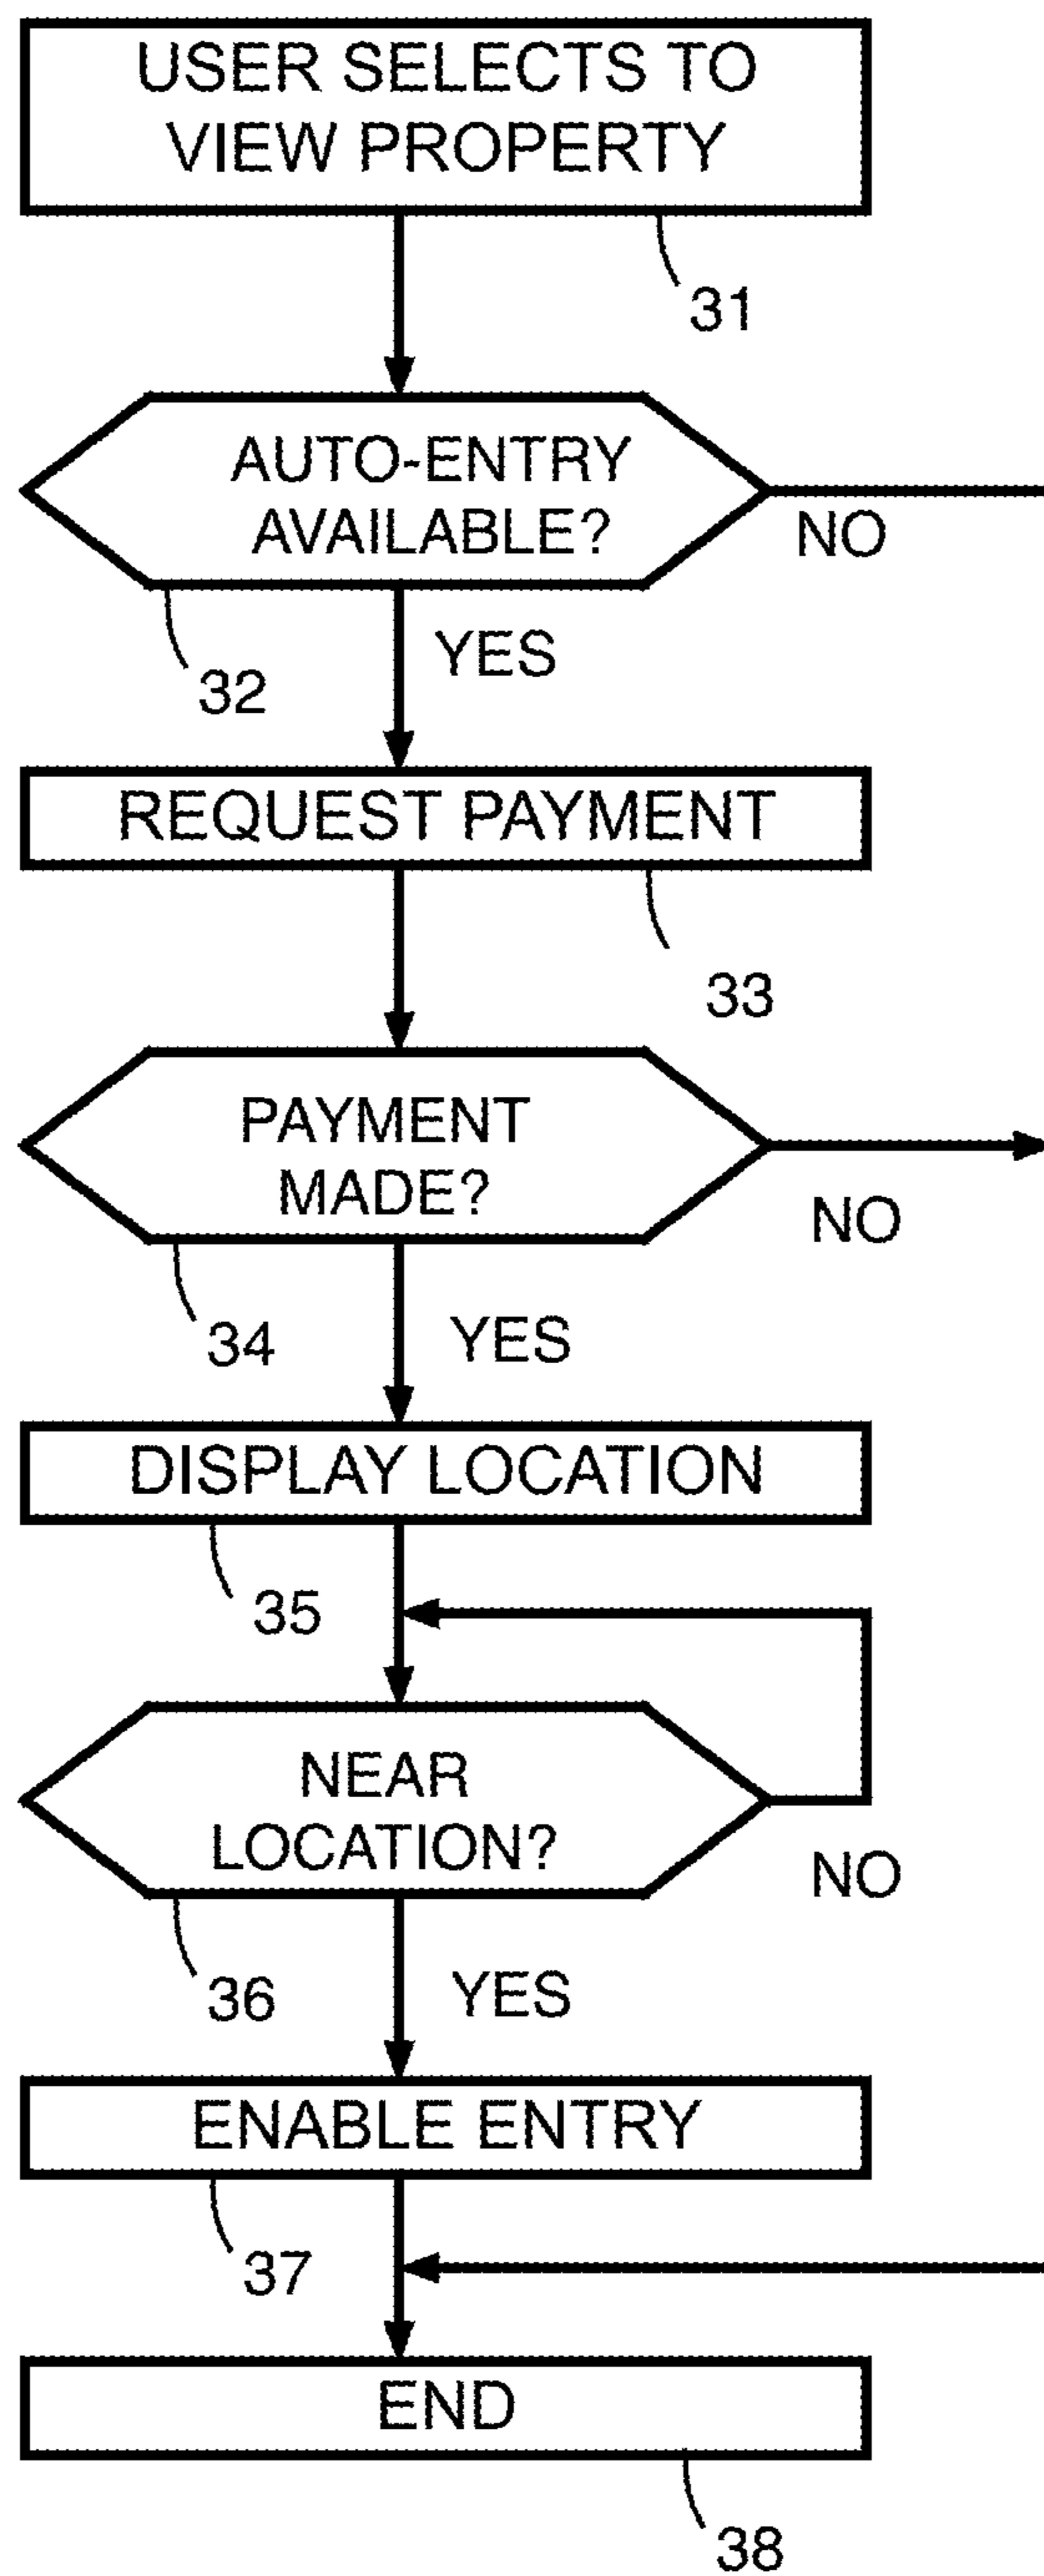 USER SELECTS TO
VIEW PROPERTY
31
AUTO-ENTRY
AVAILABLE?
NO
YES
32
REQUEST PAYMENT
33
PAYMENT
MADE?
NO
34
YES
DISPLAY LOCATION
35
NEAR
LOCATION?
NO
36
YES
ENABLE ENTRY
37
END
38